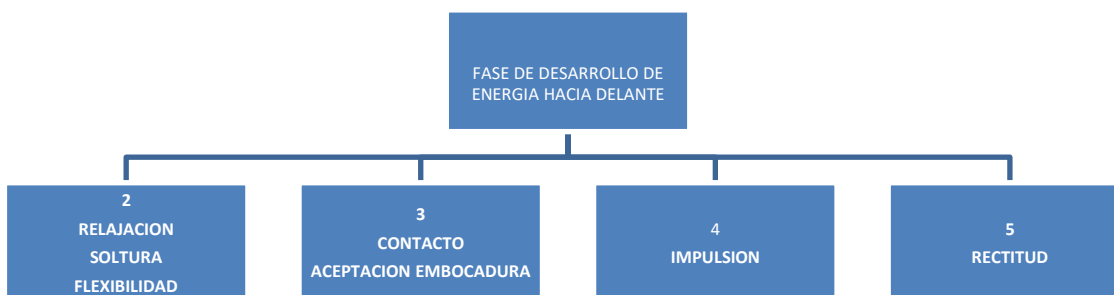 FASE DE DESARROLLO DE
ENERGIA HACIA DELANTE
2
RELAJACION
SOLTURA
FLEXIBILIDAD
3
CONTACTO
ACEPTACION EMBOCADURA
4
IMPULSION
5
RECTITUD